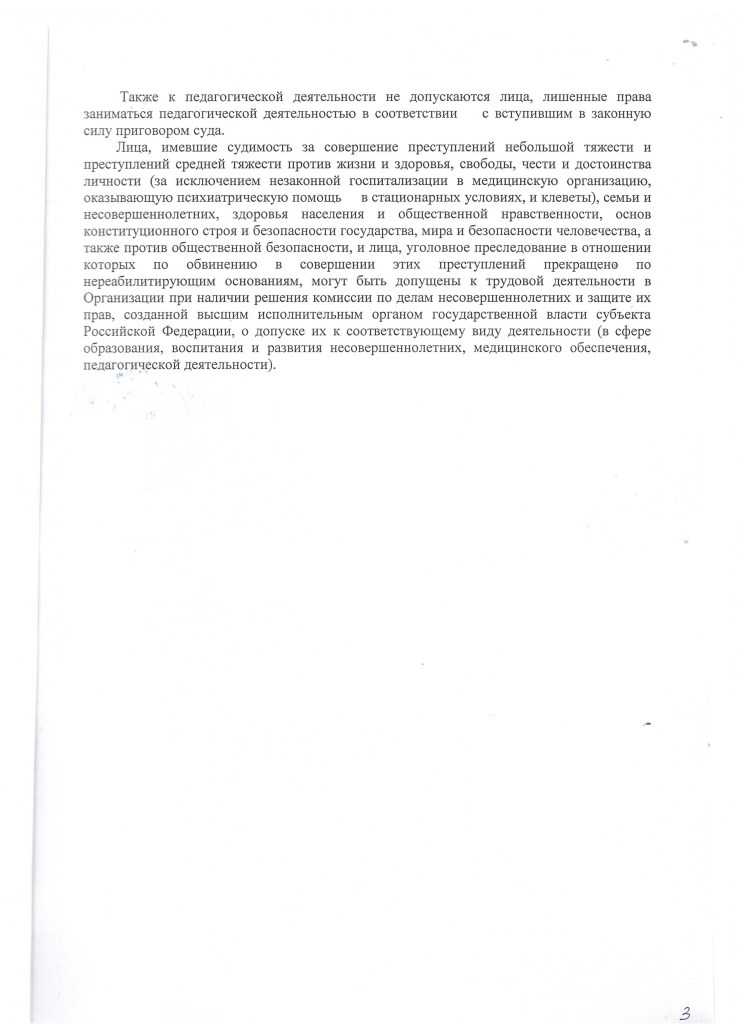 Также к педагогической деятельности не допускаются лица, лишенные права
заниматься педагогической деятельностью в соответствии с вступившим в законную
силу приговором суда.
Лица, имевшие судимость за совершение преступлений небольшой тяжести и
преступлений средней тяжести против жизни и здоровья, свободы, чести и достоинства
личности (за исключением незаконной госпитализации в медицинскую организацию,
оказывающую психиатрическую помощь в стационарных условиях, и клеветы), семьи и
несовершеннолетних, здоровья населения и общественной нравственности, основ
конституционного строя и безопасности государства, мира и безопасности человечества, а
также против общественной безопасности, и лица, уголовное преследование в отношении
которых по обвинению в совершении этих преступлений прекращено по
нереабилитирующим основаниям, могут быть допущены к трудовой деятельности в
Организации при наличии решения комиссии по делам несовершеннолетних и защите их
прав, созданной высшим исполнительным органом государственной власти субъекта
Российской Федерации, о допуске их к соответствующему виду деятельности (в сфере
образования, воспитания и развития несовершеннолетних, медицинского обеспечения,
педагогической деятельности).
3